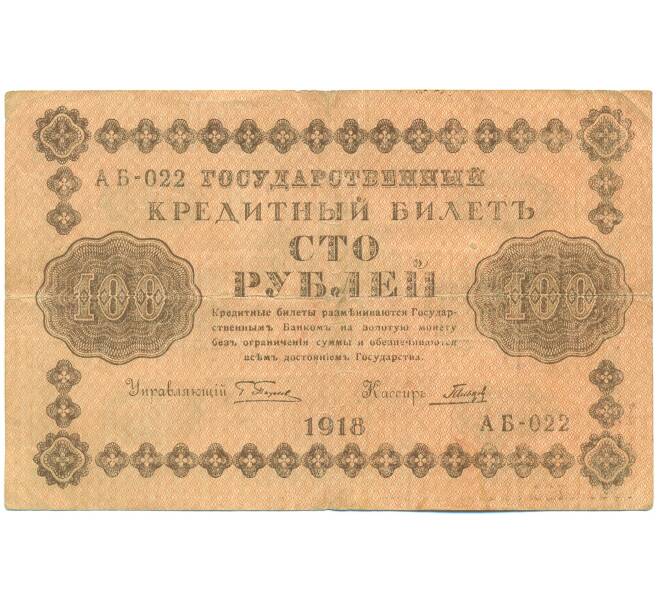 АБ-022 ГОСУДАРСТВЕННЫЙ
КРЕДИТНЫЙ БИЛЕТЪ
СТО
РУБЛЕЙ
100
100
Кредитные билеты размѣниваются Государ-
ственнымъ Банкомъ на золотую монету
безъ ограниченія суммы и обезпечиваются
всѣмъ достояніемъ Государства.
Управляющій
Кассиръ
1918
АБ-022